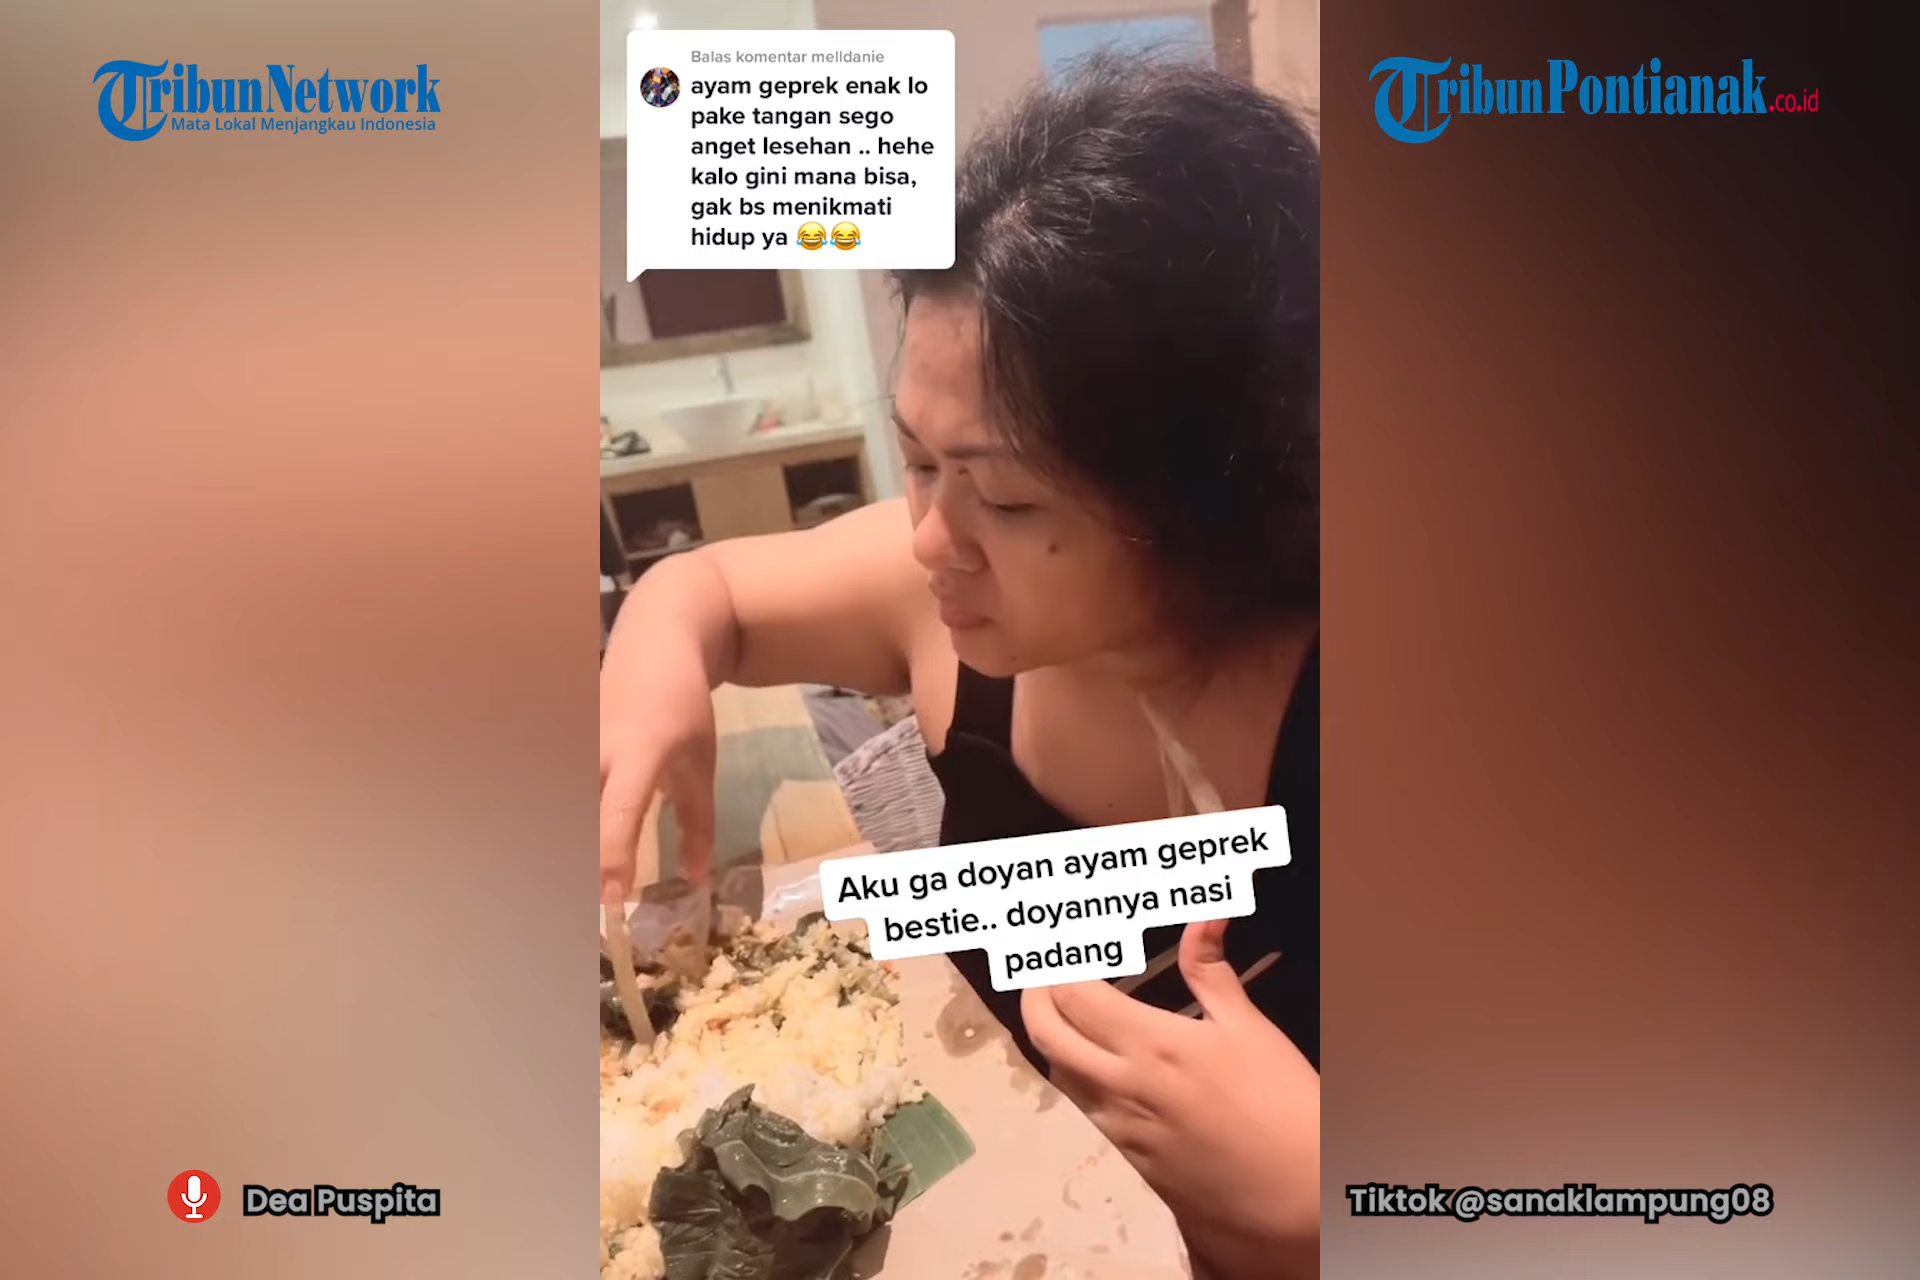 TribunNetwork
Mata Lokal Menjangkau Indonesia
TribunPontianak.co.id
Balas komentar melldanie
ayam geprek enak lo
pake tangan sego
anget lesehan .. hehe
kalo gini mana bisa,
gak bs menikmati
hidup ya 😂😂
Aku ga doyan ayam geprek
bestie.. doyannya nasi
padang
Dea Puspita
Tiktok @sanaklampung08